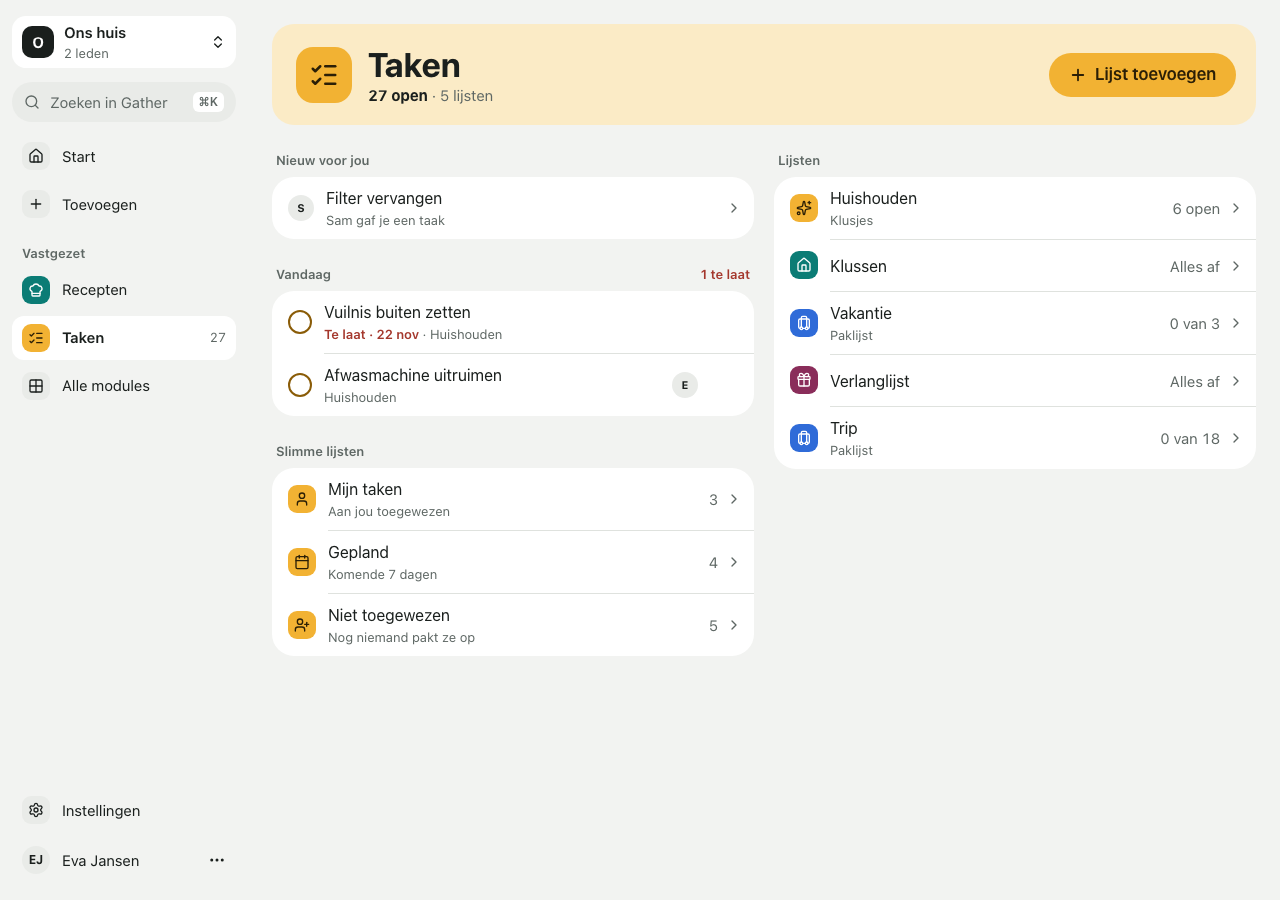 O
Ons huis
2 leden
Zoeken in Gather
⌘K
Start
Toevoegen
Vastgezet
Recepten
Taken
27
Alle modules
Instellingen
EJ
Eva Jansen
Taken
27 open · 5 lijsten
Lijst toevoegen
Nieuw voor jou
S
Filter vervangen
Sam gaf je een taak
Vandaag
1 te laat
Vuilnis buiten zetten
Te laat · 22 nov · Huishouden
Afwasmachine uitruimen
Huishouden
E
Slimme lijsten
Mijn taken
Aan jou toegewezen
3
Gepland
Komende 7 dagen
4
Niet toegewezen
Nog niemand pakt ze op
5
Lijsten
Huishouden
Klusjes
6 open
Klussen
Alles af
Vakantie
Paklijst
0 van 3
Verlanglijst
Alles af
Trip
Paklijst
0 van 18